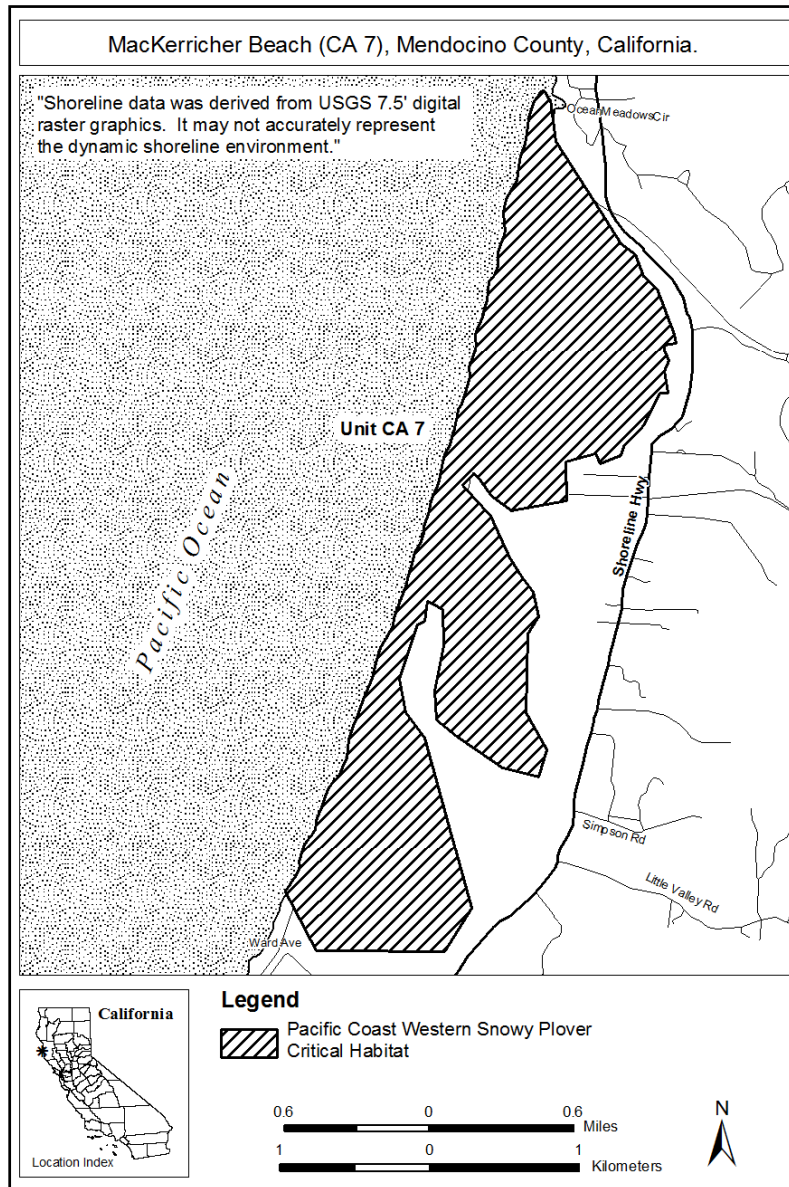 MacKerricher Beach (CA 7), Mendocino County, California.
"Shoreline data was derived from USGS 7.5' digital
raster graphics.  It may not accurately represent
the dynamic shoreline environment."
OceanMeadowsCir
Unit CA 7
Pacific Ocean
Shoreline Hwy
Simpson Rd
Little Valley Rd
Ward Ave
California
Location Index
Legend
Pacific Coast Western Snowy Plover
Critical Habitat
0.6 0 0.6
Miles
1 0 1
Kilometers
N